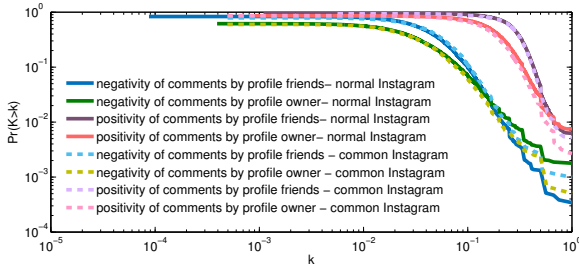 10^0
10^-1
10^-2
10^-3
10^-4
Pr(K>k)
negativity of comments by profile friends− normal Instagram
negativity of comments by profile owner− normal Instagram
positivity of comments by profile friends− normal Instagram
positivity of comments by profile owner− normal Instagram
negativity of comments by profile friends − common Instagram
negativity of comments by profile owner − common Instagram
positivity of comments by profile friends − common Instagram
positivity of comments by profile owner − common Instagram
10^-5 10^-4 10^-3 10^-2 10^-1 10^0
k